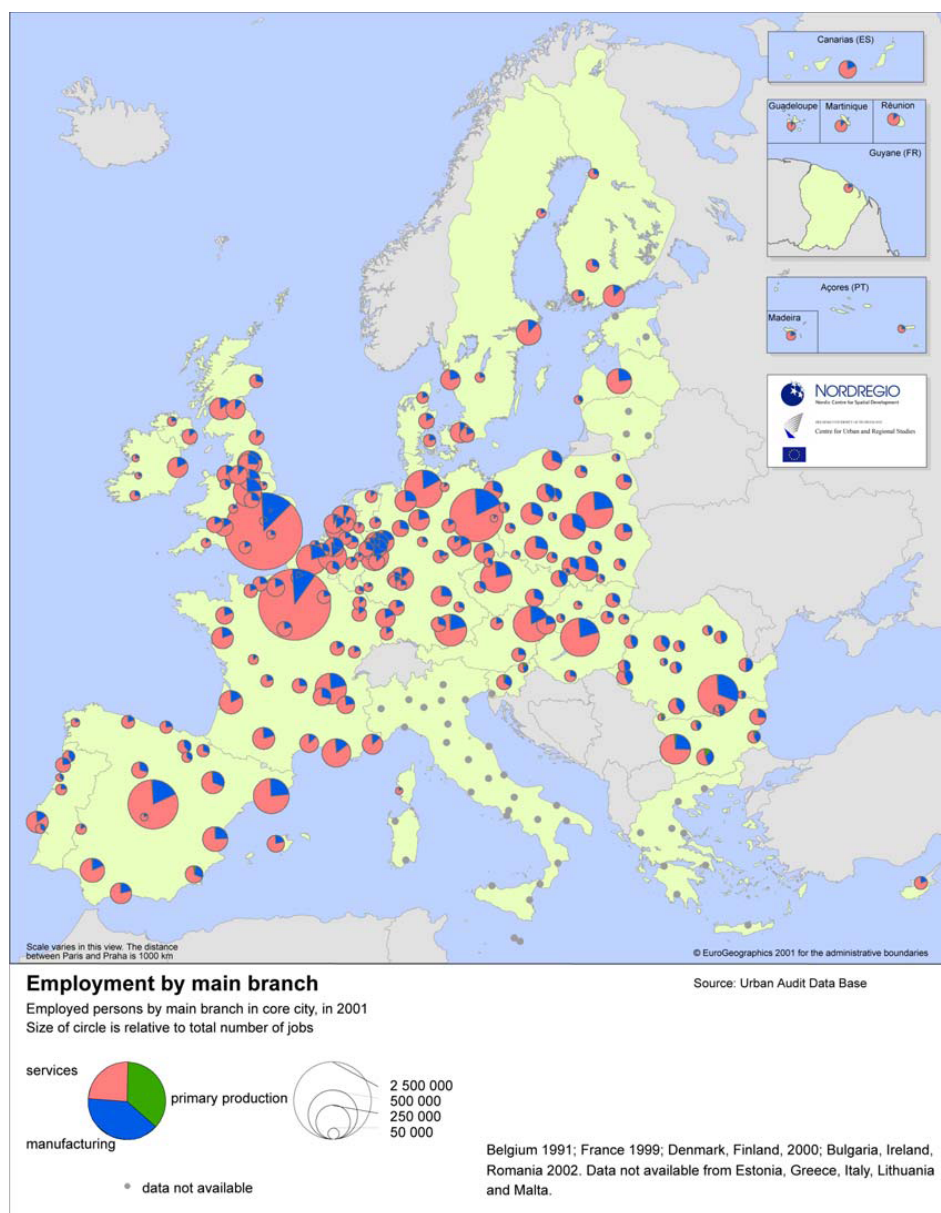 Canarias (ES)
Guadeloupe
Martinique
Réunion
Guyane (FR)
Açores (PT)
Madeira
NORDREGIO
Nordic Centre for Spatial Development
Centre for Urban and Regional Studies
Scale varies in this view. The distance
between Paris and Praha is 1000 km
© EuroGeographics 2001 for the administrative boundaries
Employment by main branch
Source: Urban Audit Data Base
Employed persons by main branch in core city, in 2001
Size of circle is relative to total number of jobs
services
primary production
manufacturing
2 500 000
500 000
250 000
50 000
data not available
Belgium 1991; France 1999; Denmark, Finland, 2000; Bulgaria, Ireland,
Romania 2002. Data not available from Estonia, Greece, Italy, Lithuania
and Malta.